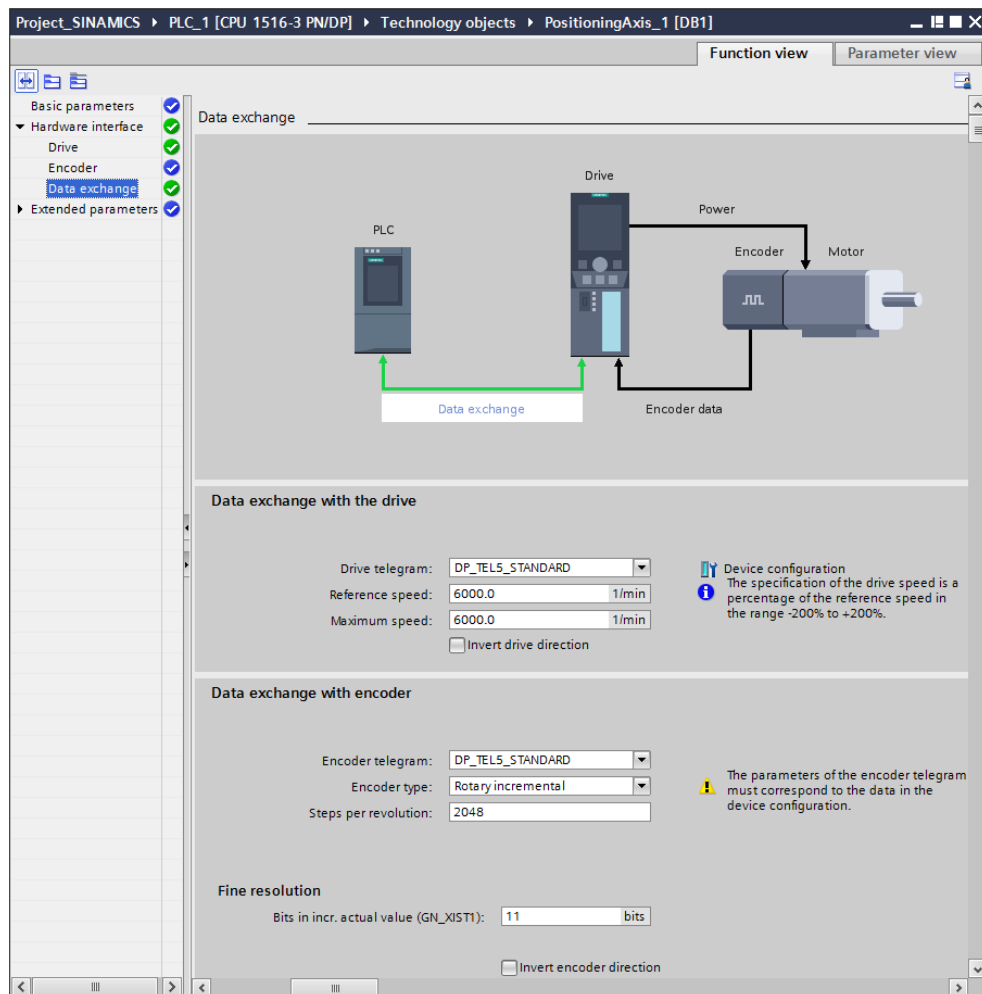 Project_SINAMICS ▸ PLC_1 [CPU 1516-3 PN/DP] ▸ Technology objects ▸ PositioningAxis_1 [DB1]
Function view
Parameter view
Basic parameters
Hardware interface
Drive
Encoder
Data exchange
Extended parameters
Data exchange
Drive
Power
PLC
Encoder
Motor
Data exchange
Encoder data
Data exchange with the drive
Drive telegram: DP_TEL5_STANDARD
Reference speed: 6000.0 1/min
Maximum speed: 6000.0 1/min
Invert drive direction
Device configuration
The specification of the drive speed is a
percentage of the reference speed in
the range -200% to +200%.
Data exchange with encoder
Encoder telegram: DP_TEL5_STANDARD
Encoder type: Rotary incremental
Steps per revolution: 2048
The parameters of the encoder telegram
must correspond to the data in the
device configuration.
Fine resolution
Bits in incr. actual value (GN_XIST1): 11 bits
Invert encoder direction